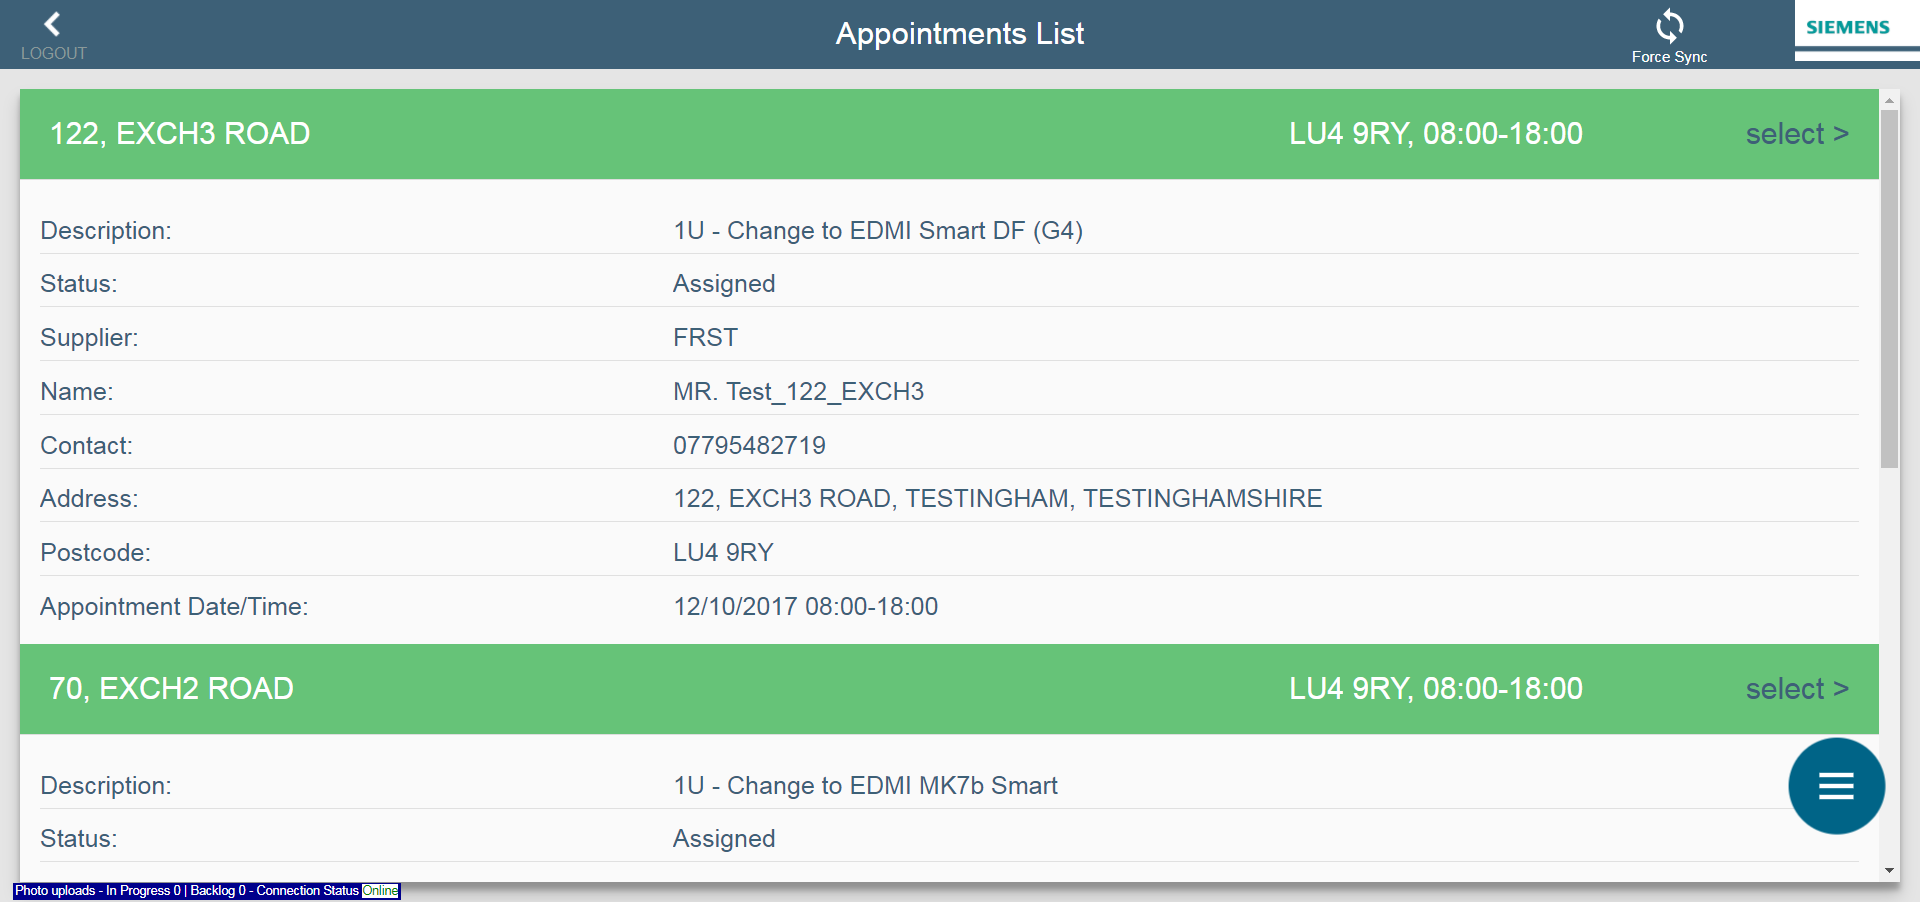 LOGOUT
Appointments List
Force Sync
SIEMENS
122, EXCH3 ROAD LU4 9RY, 08:00-18:00 select >
Description: 1U - Change to EDMI Smart DF (G4)
Status: Assigned
Supplier: FRST
Name: MR. Test_122_EXCH3
Contact: 07795482719
Address: 122, EXCH3 ROAD, TESTINGHAM, TESTINGHAMSHIRE
Postcode: LU4 9RY
Appointment Date/Time: 12/10/2017 08:00-18:00
70, EXCH2 ROAD LU4 9RY, 08:00-18:00 select >
Description: 1U - Change to EDMI MK7b Smart
Status: Assigned
Photo uploads - In Progress 0 | Backlog 0 - Connection Status Online